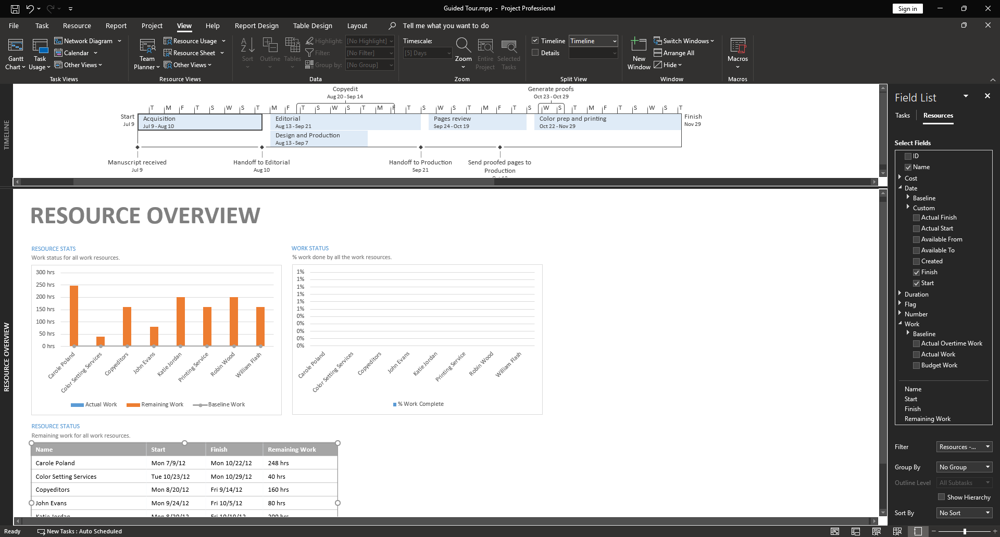 Guided Tour.mpp - Project Professional
Sign in
File Task Resource Report Project View Help Report Design Table Design Layout Tell me what you want to do
Gantt Chart
Task Usage
Network Diagram
Calendar
Other Views
Task Views
Team Planner
Resource Usage
Resource Sheet
Other Views
Resource Views
Sort
Outline
Tables
Highlight: [No Highlight]
Filter: [No Filter]
Group by: [No Group]
Data
Timescale:
[5] Days
Zoom
Entire Project
Selected Tasks
Zoom
Timeline Timeline
Details
Split View
New Window
Switch Windows
Arrange All
Hide
Window
Macros
Macros
TIMELINE
Copyedit
Aug 20 - Sep 14
Generate proofs
Oct 23 - Oct 29
T M F T S W S T M F T S W S T M F T S W S T M F T S W S T M F T S W S T
Start
Jul 9
Acquisition
Jul 9 - Aug 10
Editorial
Aug 13 - Sep 21
Pages review
Sep 24 - Oct 19
Color prep and printing
Oct 22 - Nov 29
Finish
Nov 29
Design and Production
Aug 13 - Sep 7
Manuscript received
Jul 9
Handoff to Editorial
Aug 10
Handoff to Production
Sep 21
Send proofed pages to
Production
RESOURCE OVERVIEW
RESOURCE OVERVIEW
RESOURCE STATS
Work status for all work resources.
300 hrs
250 hrs
200 hrs
150 hrs
100 hrs
50 hrs
0 hrs
Carole Poland
Color Setting Services
Copyeditors
John Evans
Katie Jordan
Printing Service
Robin Wood
William Flash
Actual Work Remaining Work Baseline Work
WORK STATUS
% work done by all the work resources.
1%
1%
1%
1%
1%
1%
0%
0%
0%
0%
0%
Carole Poland
Color Setting Services
Copyeditors
John Evans
Katie Jordan
Printing Service
Robin Wood
William Flash
% Work Complete
RESOURCE STATUS
Remaining work for all work resources.
Name Start Finish Remaining Work
Carole Poland Mon 7/9/12 Mon 10/22/12 248 hrs
Color Setting Services Tue 10/23/12 Mon 10/29/12 40 hrs
Copyeditors Mon 8/20/12 Fri 9/14/12 160 hrs
John Evans Mon 9/24/12 Fri 10/5/12 80 hrs
Katie Jordan Mon 8/20/12 Fri 10/19/12 200 hrs
Field List
Tasks Resources
Select Fields
ID
Name
Cost
Date
Baseline
Custom
Actual Finish
Actual Start
Available From
Available To
Created
Finish
Start
Duration
Flag
Number
Work
Baseline
Actual Overtime Work
Actual Work
Budget Work
Name
Start
Finish
Remaining Work
Filter Resources -...
Group By No Group
Outline Level All Subtasks
Show Hierarchy
Sort By No Sort
Ready New Tasks : Auto Scheduled